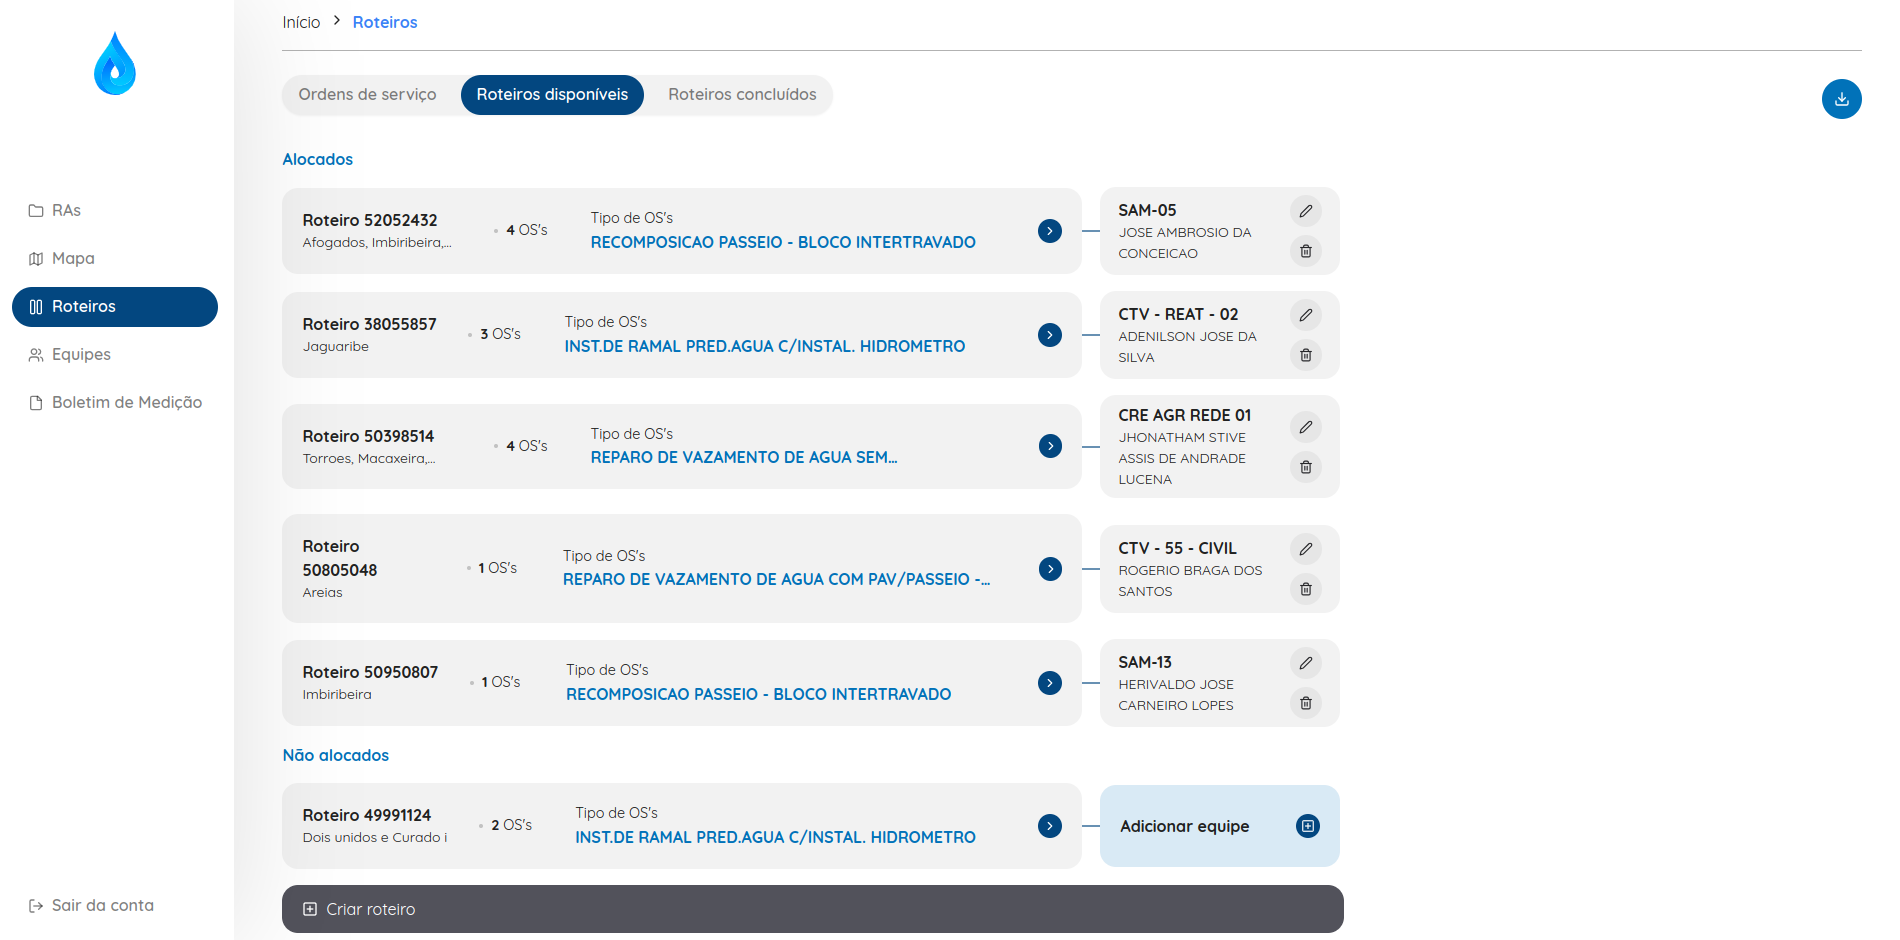 Início > Roteiros
Ordens de serviço
Roteiros disponíveis
Roteiros concluídos
RAs
Mapa
Roteiros
Equipes
Boletim de Medição
Sair da conta
Alocados
Roteiro 52052432
Afogados, Imbiribeira,...
4 OS's
Tipo de OS's
RECOMPOSICAO PASSEIO - BLOCO INTERTRAVADO
SAM-05
JOSE AMBROSIO DA
CONCEICAO
Roteiro 38055857
Jaguaribe
3 OS's
Tipo de OS's
INST.DE RAMAL PRED.AGUA C/INSTAL. HIDROMETRO
CTV - REAT - 02
ADENILSON JOSE DA
SILVA
Roteiro 50398514
Torroes, Macaxeira,...
4 OS's
Tipo de OS's
REPARO DE VAZAMENTO DE AGUA SEM...
CRE AGR REDE 01
JHONATHAM STIVE
ASSIS DE ANDRADE
LUCENA
Roteiro
50805048
Areias
1 OS's
Tipo de OS's
REPARO DE VAZAMENTO DE AGUA COM PAV/PASSEIO -...
CTV - 55 - CIVIL
ROGERIO BRAGA DOS
SANTOS
Roteiro 50950807
Imbiribeira
1 OS's
Tipo de OS's
RECOMPOSICAO PASSEIO - BLOCO INTERTRAVADO
SAM-13
HERIVALDO JOSE
CARNEIRO LOPES
Não alocados
Roteiro 49991124
Dois unidos e Curado i
2 OS's
Tipo de OS's
INST.DE RAMAL PRED.AGUA C/INSTAL. HIDROMETRO
Adicionar equipe
Criar roteiro